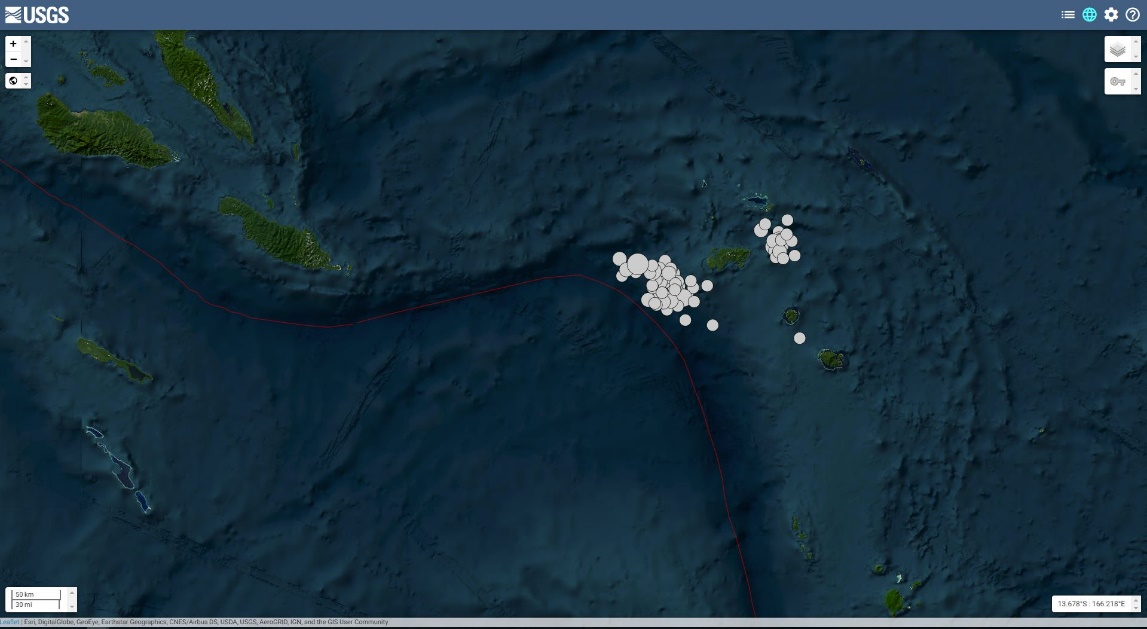 USGS
+
−
50 km
30 mi
13.678°S | 166.218°E
Leaflet | Esri, DigitalGlobe, GeoEye, Earthstar Geographics, CNES/Airbus DS, USDA, USGS, AeroGRID, IGN, and the GIS User Community